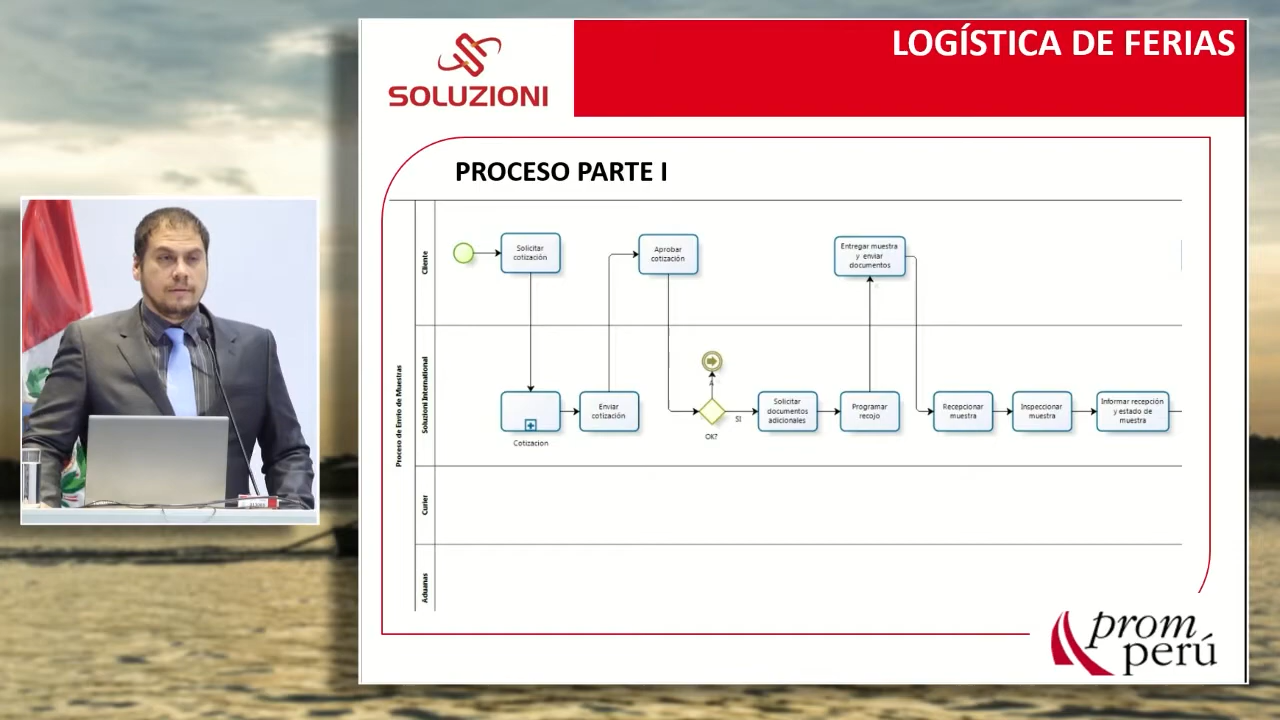 SOLUZIONI
LOGÍSTICA DE FERIAS
PROCESO PARTE I
Proceso de Envio de Muestras
Cliente
Solicitar
cotización
Aprobar
cotización
Entregar muestra
y enviar
documentos
Soluzioni International
Cotizacion
Enviar
cotización
OK?
SI
Solicitar
documentos
adicionales
Programar
recojo
Recepcionar
muestra
Inspeccionar
muestra
Informar recepción
y estado de
muestra
Curier
Aduanas
prom
perú